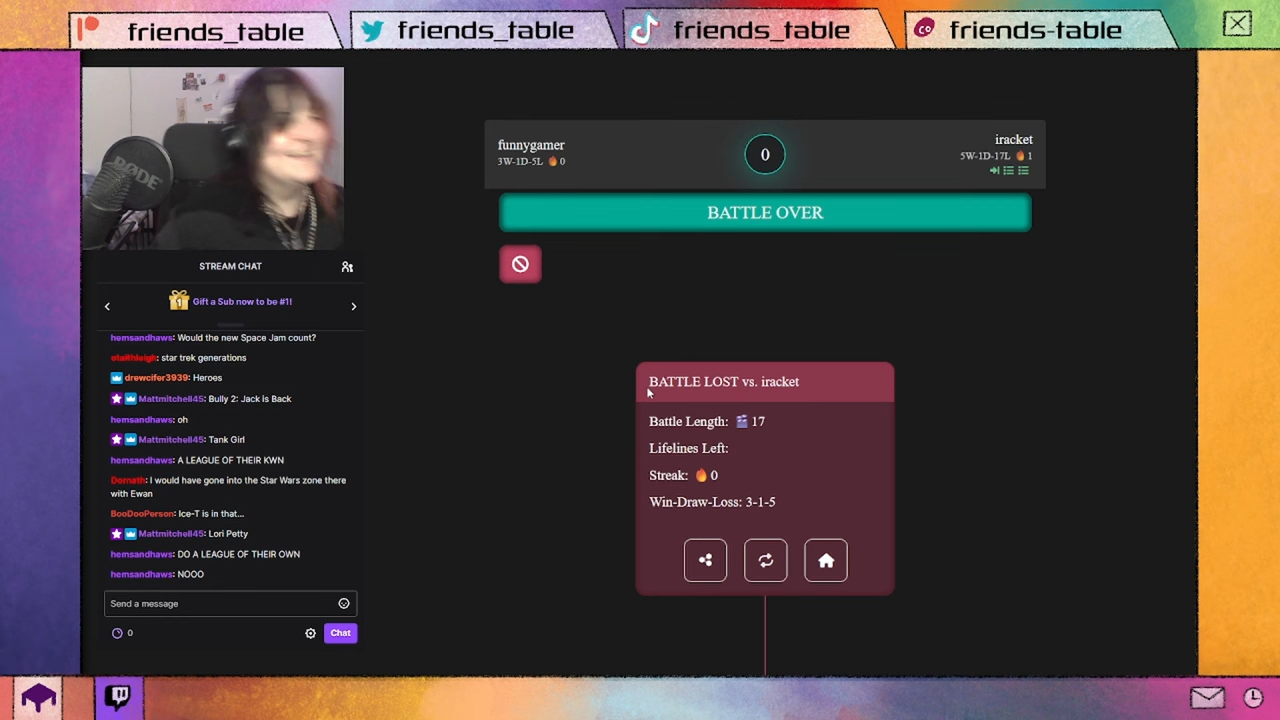 friends_table
friends_table
friends_table
friends-table
RØDE
STREAM CHAT
Gift a Sub now to be #1!
hemsandhaws: Would the new Space Jam count?
star trek generations
drewcifer3939: Heroes
Mattmitchell45: Bully 2: Jack is Back
hemsandhaws: oh
Mattmitchell45: Tank Girl
hemsandhaws: A LEAGUE OF THEIR KWN
Dornath: I would have gone into the Star Wars zone there
with Ewan
BooDooPerson: Ice-T is in that...
Mattmitchell45: Lori Petty
hemsandhaws: DO A LEAGUE OF THEIR OWN
hemsandhaws: NOOO
Send a message
0
Chat
funnygamer
3W-1D-5L 0
0
iracket
5W-1D-17L 1
BATTLE OVER
BATTLE LOST vs. iracket
Battle Length: 17
Lifelines Left:
Streak: 0
Win-Draw-Loss: 3-1-5